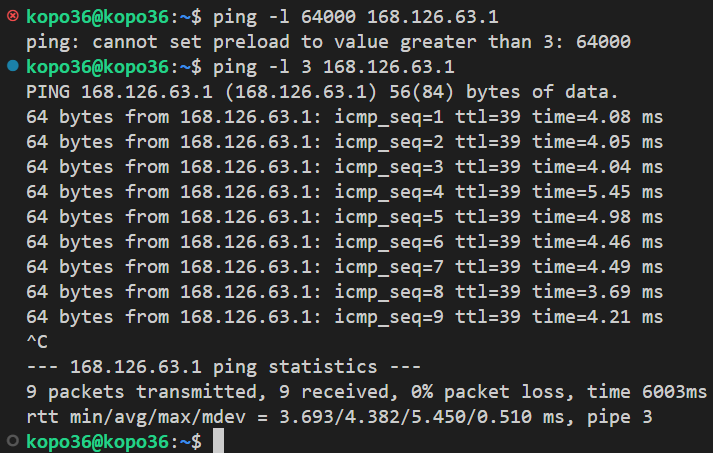 kopo36@kopo36:~$ ping -l 64000 168.126.63.1
ping: cannot set preload to value greater than 3: 64000
kopo36@kopo36:~$ ping -l 3 168.126.63.1
PING 168.126.63.1 (168.126.63.1) 56(84) bytes of data.
64 bytes from 168.126.63.1: icmp_seq=1 ttl=39 time=4.08 ms
64 bytes from 168.126.63.1: icmp_seq=2 ttl=39 time=4.05 ms
64 bytes from 168.126.63.1: icmp_seq=3 ttl=39 time=4.04 ms
64 bytes from 168.126.63.1: icmp_seq=4 ttl=39 time=5.45 ms
64 bytes from 168.126.63.1: icmp_seq=5 ttl=39 time=4.98 ms
64 bytes from 168.126.63.1: icmp_seq=6 ttl=39 time=4.46 ms
64 bytes from 168.126.63.1: icmp_seq=7 ttl=39 time=4.49 ms
64 bytes from 168.126.63.1: icmp_seq=8 ttl=39 time=3.69 ms
64 bytes from 168.126.63.1: icmp_seq=9 ttl=39 time=4.21 ms
^C
--- 168.126.63.1 ping statistics ---
9 packets transmitted, 9 received, 0% packet loss, time 6003ms
rtt min/avg/max/mdev = 3.693/4.382/5.450/0.510 ms, pipe 3
kopo36@kopo36:~$